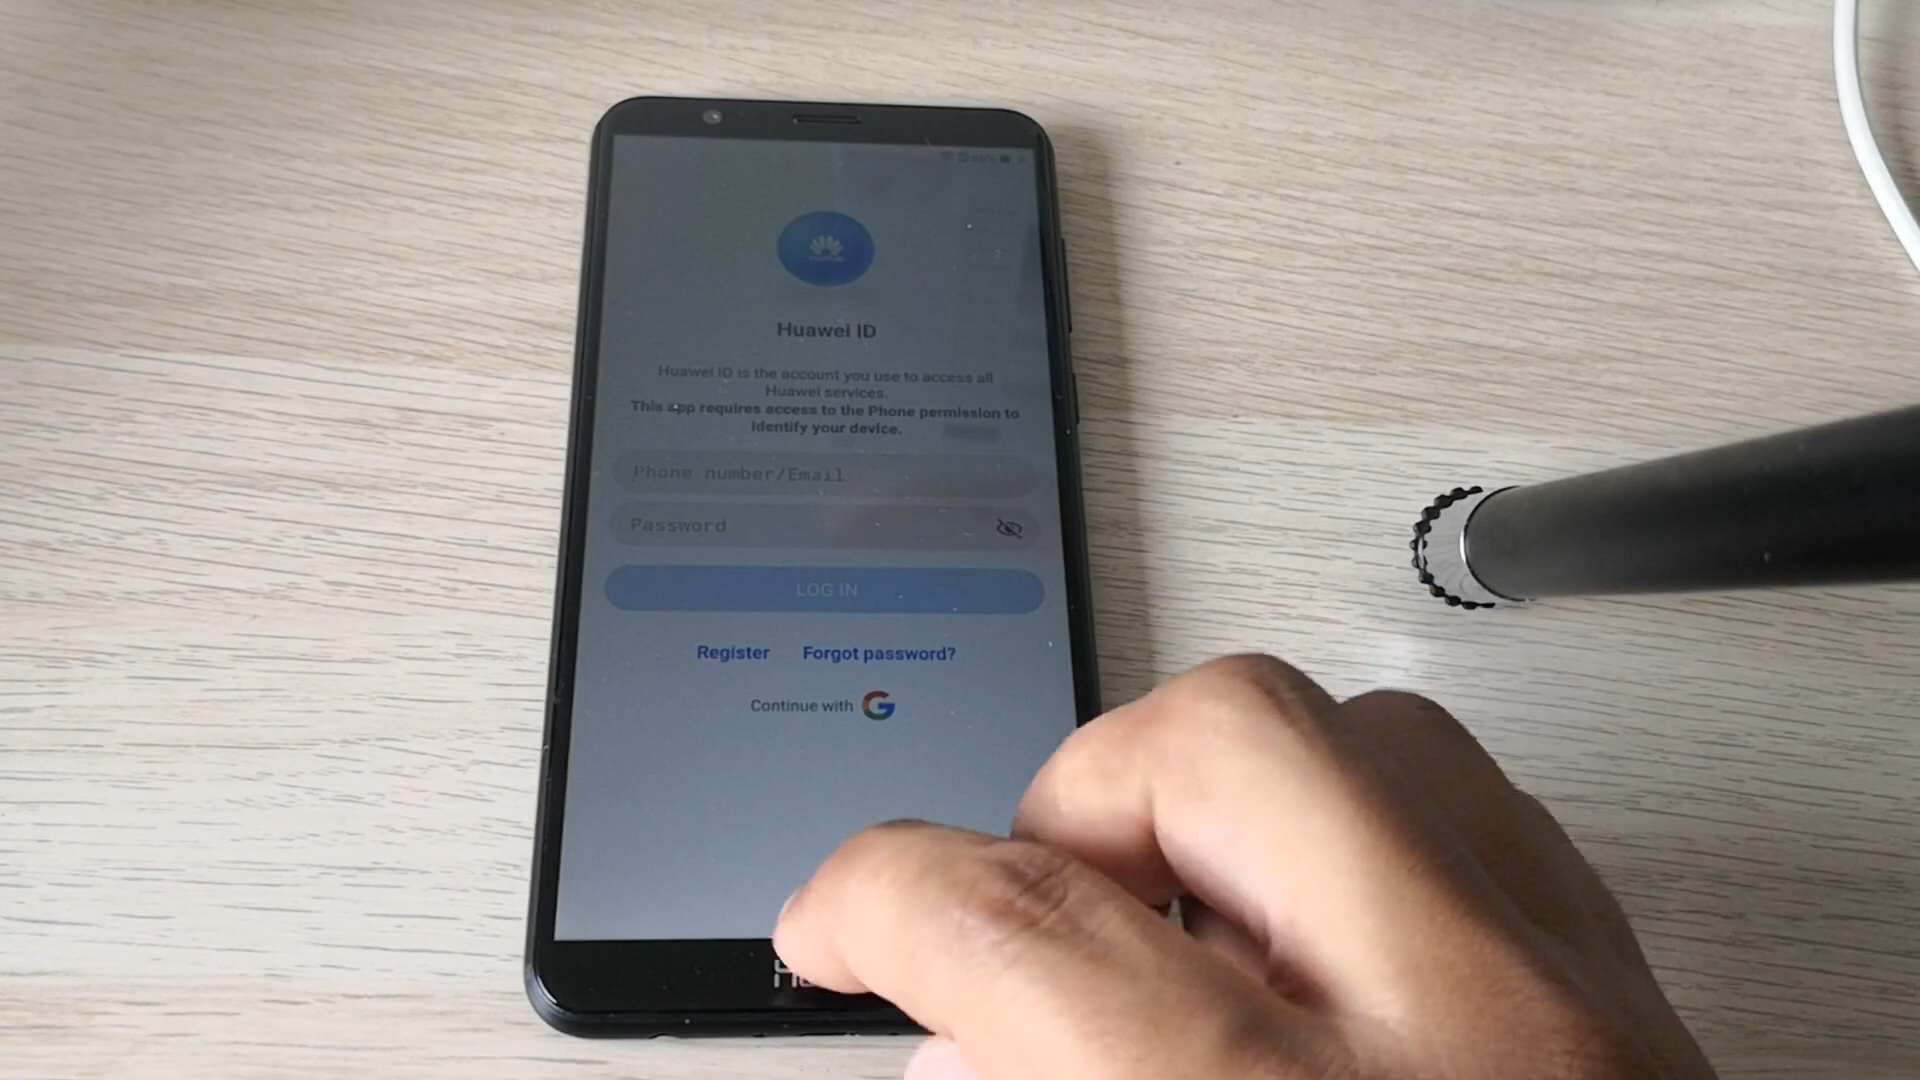 Huawei ID
Huawei ID is the account you use to access all
Huawei services.
This app requires access to the Phone permission to
identify your device.
Phone number/Email
Password
LOG IN
Register Forgot password?
Continue with